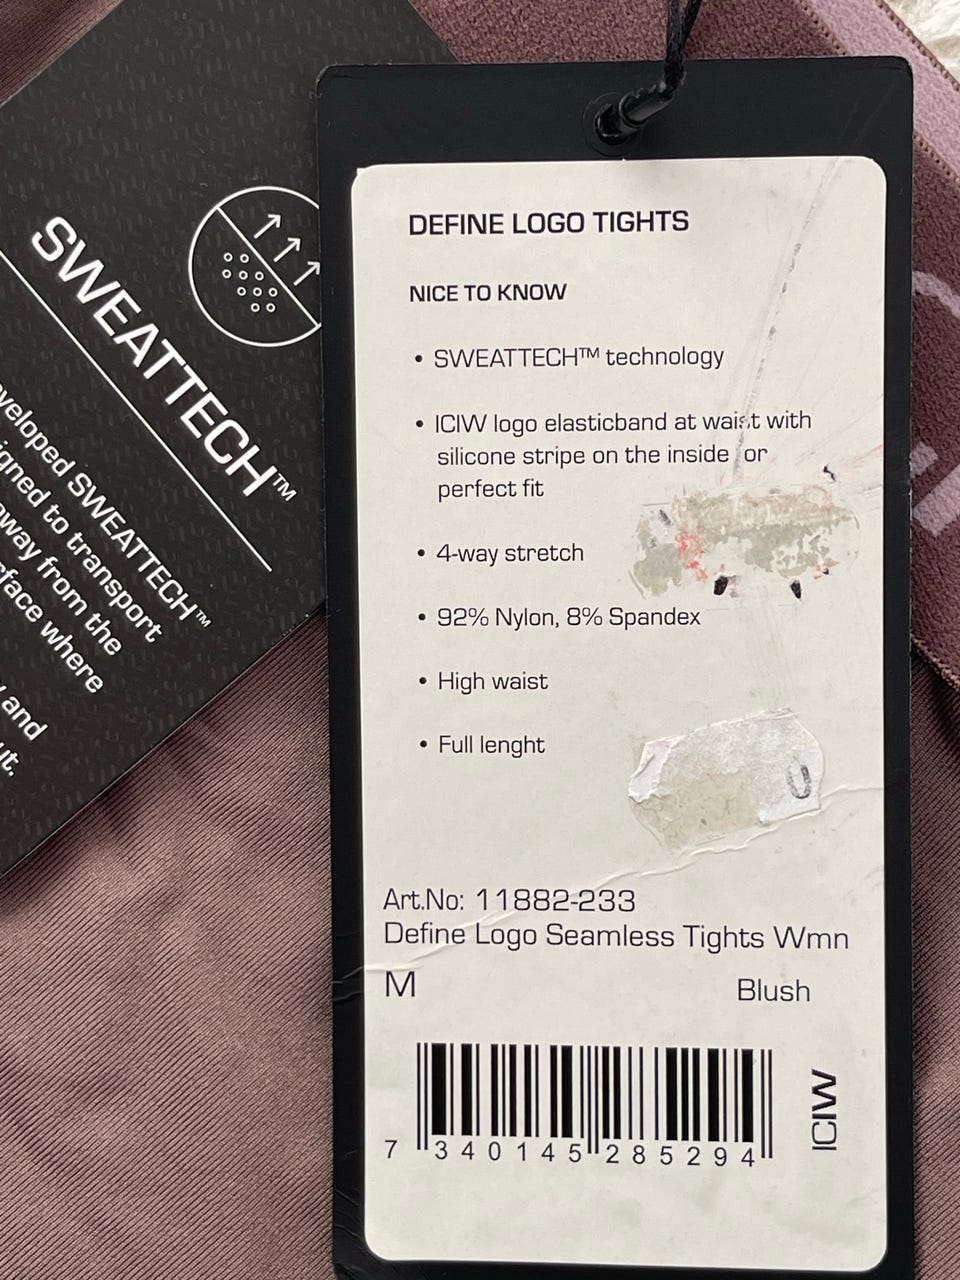 SWEATTECH™
veloped SWEATTECH™
igned to transport
way from the
face where
and
ut.
DEFINE LOGO TIGHTS
NICE TO KNOW
• SWEATTECH™ technology
• ICIW logo elasticband at waist with
silicone stripe on the inside or
perfect fit
• 4-way stretch
• 92% Nylon, 8% Spandex
• High waist
• Full lenght
Art.No: 11882-233
Define Logo Seamless Tights Wmn
M
Blush
ICIW
7 340145 285294